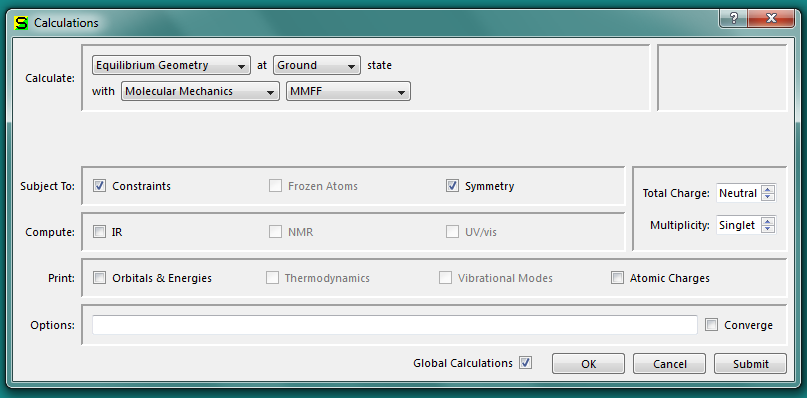 S Calculations
Calculate: Equilibrium Geometry at Ground state
with Molecular Mechanics MMFF
Subject To: Constraints Frozen Atoms Symmetry
Total Charge: Neutral
Compute: IR NMR UV/vis
Multiplicity: Singlet
Print: Orbitals & Energies Thermodynamics Vibrational Modes Atomic Charges
Options: Converge
Global Calculations OK Cancel Submit